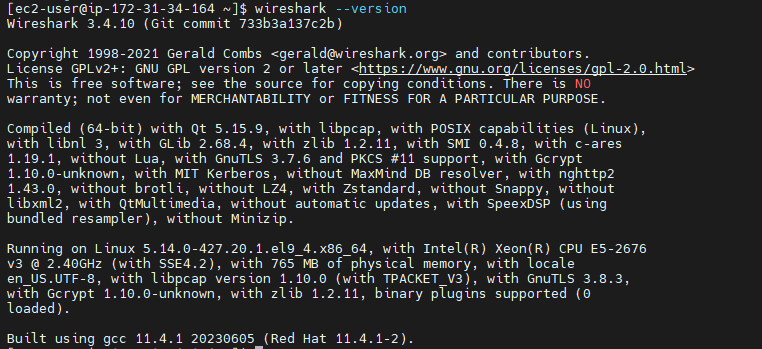 [ec2-user@ip-172-31-34-164 ~]$ wireshark --version
Wireshark 3.4.10 (Git commit 733b3a137c2b)
Copyright 1998-2021 Gerald Combs <gerald@wireshark.org> and contributors.
License GPLv2+: GNU GPL version 2 or later <https://www.gnu.org/licenses/gpl-2.0.html>
This is free software; see the source for copying conditions. There is NO
warranty; not even for MERCHANTABILITY or FITNESS FOR A PARTICULAR PURPOSE.
Compiled (64-bit) with Qt 5.15.9, with libpcap, with POSIX capabilities (Linux),
with libnl 3, with GLib 2.68.4, with zlib 1.2.11, with SMI 0.4.8, with c-ares
1.19.1, without Lua, with GnuTLS 3.7.6 and PKCS #11 support, with Gcrypt
1.10.0-unknown, with MIT Kerberos, without MaxMind DB resolver, with nghttp2
1.43.0, without brotli, without LZ4, with Zstandard, without Snappy, without
libxml2, with QtMultimedia, without automatic updates, with SpeexDSP (using
bundled resampler), without Minizip.
Running on Linux 5.14.0-427.20.1.el9_4.x86_64, with Intel(R) Xeon(R) CPU E5-2676
v3 @ 2.40GHz (with SSE4.2), with 765 MB of physical memory, with locale
en_US.UTF-8, with libpcap version 1.10.0 (with TPACKET_V3), with GnuTLS 3.8.3,
with Gcrypt 1.10.0-unknown, with zlib 1.2.11, binary plugins supported (0
loaded).
Built using gcc 11.4.1 20230605 (Red Hat 11.4.1-2).